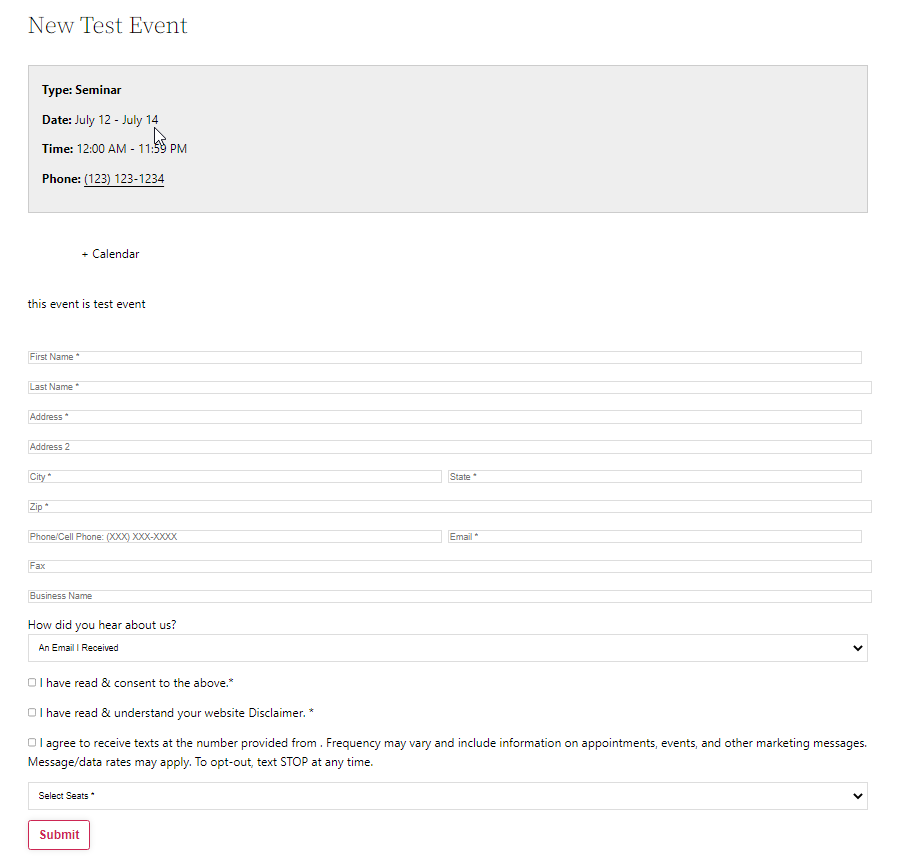 New Test Event
Type: Seminar
Date: July 12 - July 14
Time: 12:00 AM - 11:59 PM
Phone: (123) 123-1234
+ Calendar
this event is test event
First Name *
Last Name *
Address *
Address 2
City *
State *
Zip *
Phone/Cell Phone: (XXX) XXX-XXXX
Email *
Fax
Business Name
How did you hear about us?
An Email I Received
I have read & consent to the above.*
I have read & understand your website Disclaimer. *
I agree to receive texts at the number provided from . Frequency may vary and include information on appointments, events, and other marketing messages.
Message/data rates may apply. To opt-out, text STOP at any time.
Select Seats *
Submit